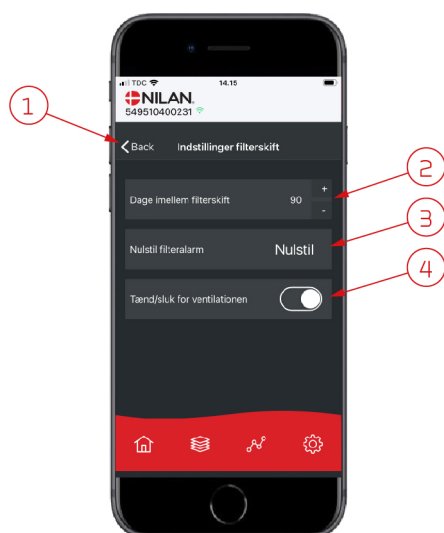 TDC 14.15
NILAN
549510400231
Back Indstillinger filterskift
Dage imellem filterskift 90 + -
Nulstil filteralarm Nulstil
Tænd/sluk for ventilationen
1
2
3
4